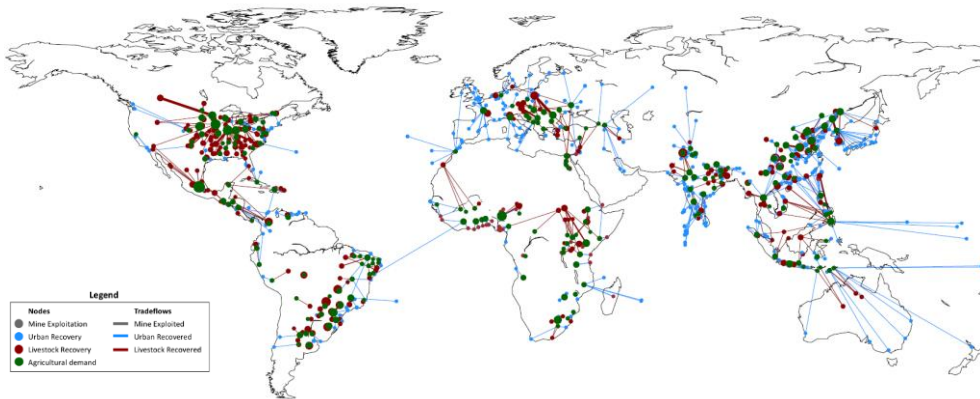 Legend
Nodes Tradeflows
Mine Exploitation Mine Exploited
Urban Recovery Urban Recovered
Livestock Recovery Livestock Recovered
Agricultural demand